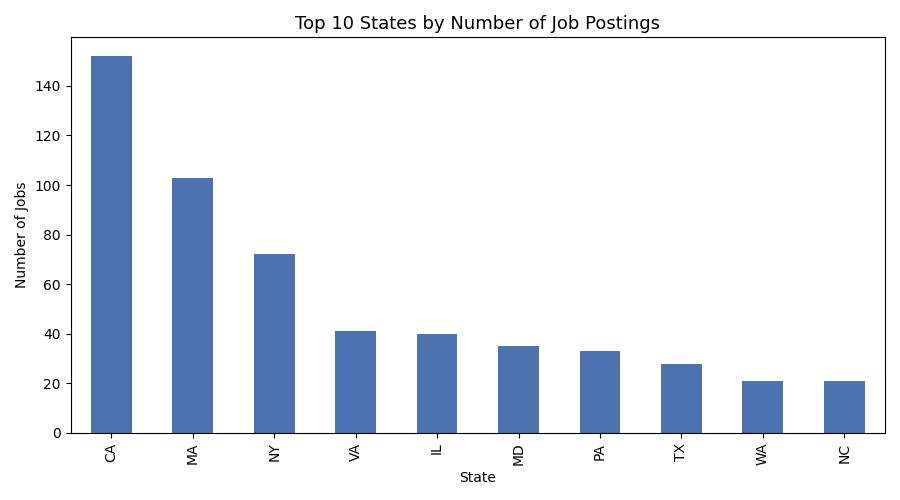 Top 10 States by Number of Job Postings
Number of Jobs
140
120
100
80
60
40
20
0
CA MA NY VA IL MD PA TX WA NC
State